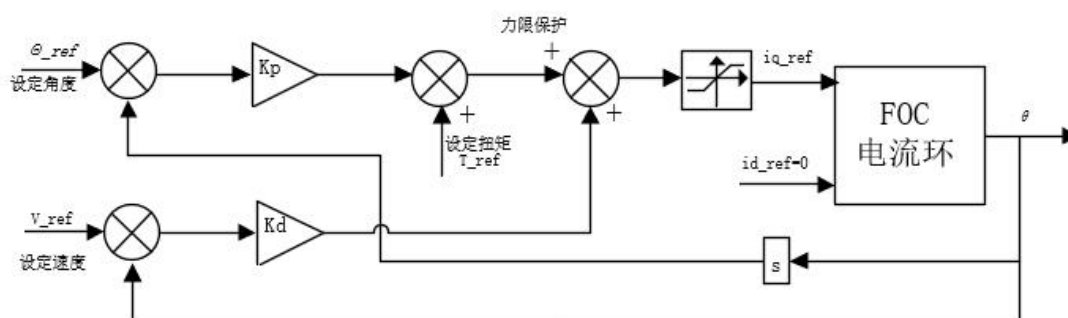 力限保护
Θ_ref
设定角度
Kp
+
iq_ref
FOC
电流环
θ
+
+
设定扭矩
T_ref
id_ref=0
V_ref
设定速度
Kd
s